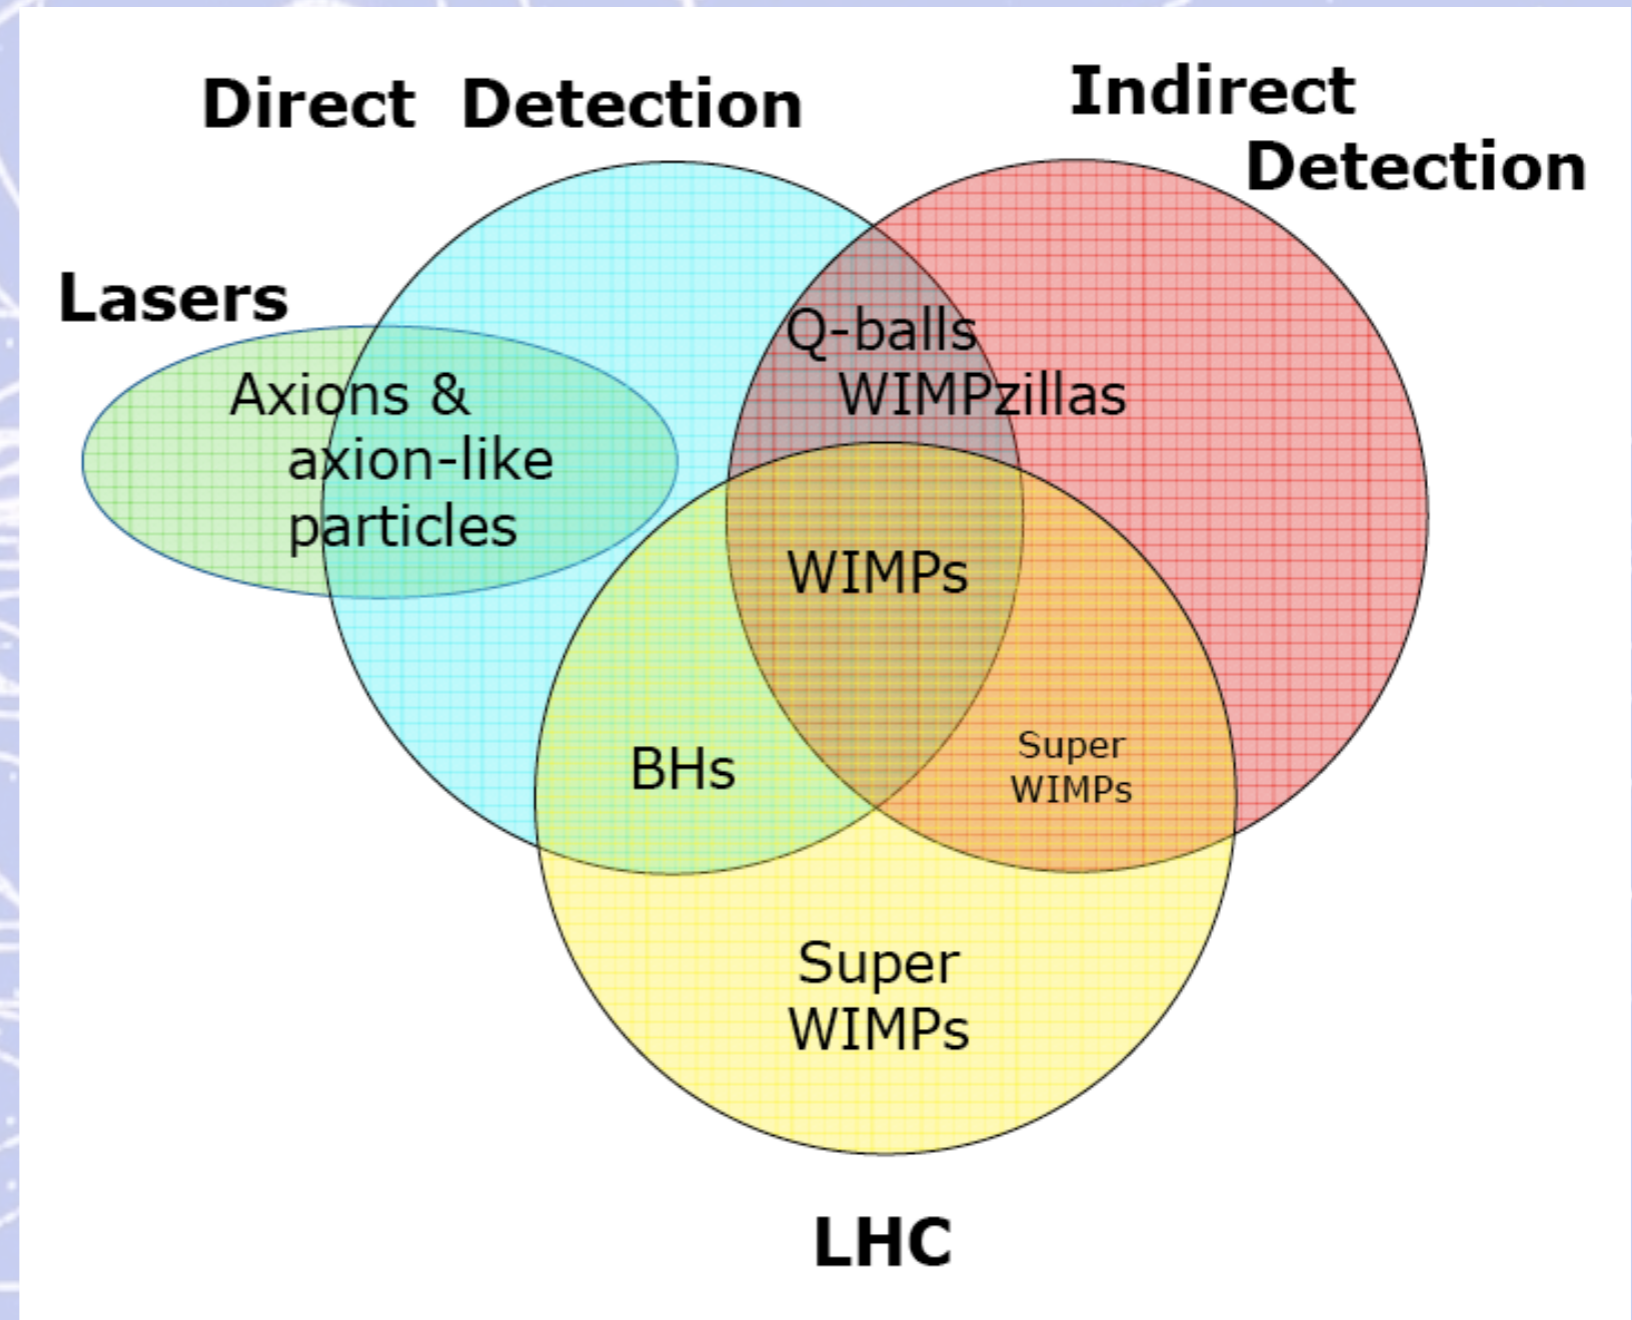 Direct Detection
Indirect
Detection
Lasers
Axions &
axion-like
particles
Q-balls
WIMPzillas
WIMPs
BHs
Super
WIMPs
Super
WIMPs
LHC